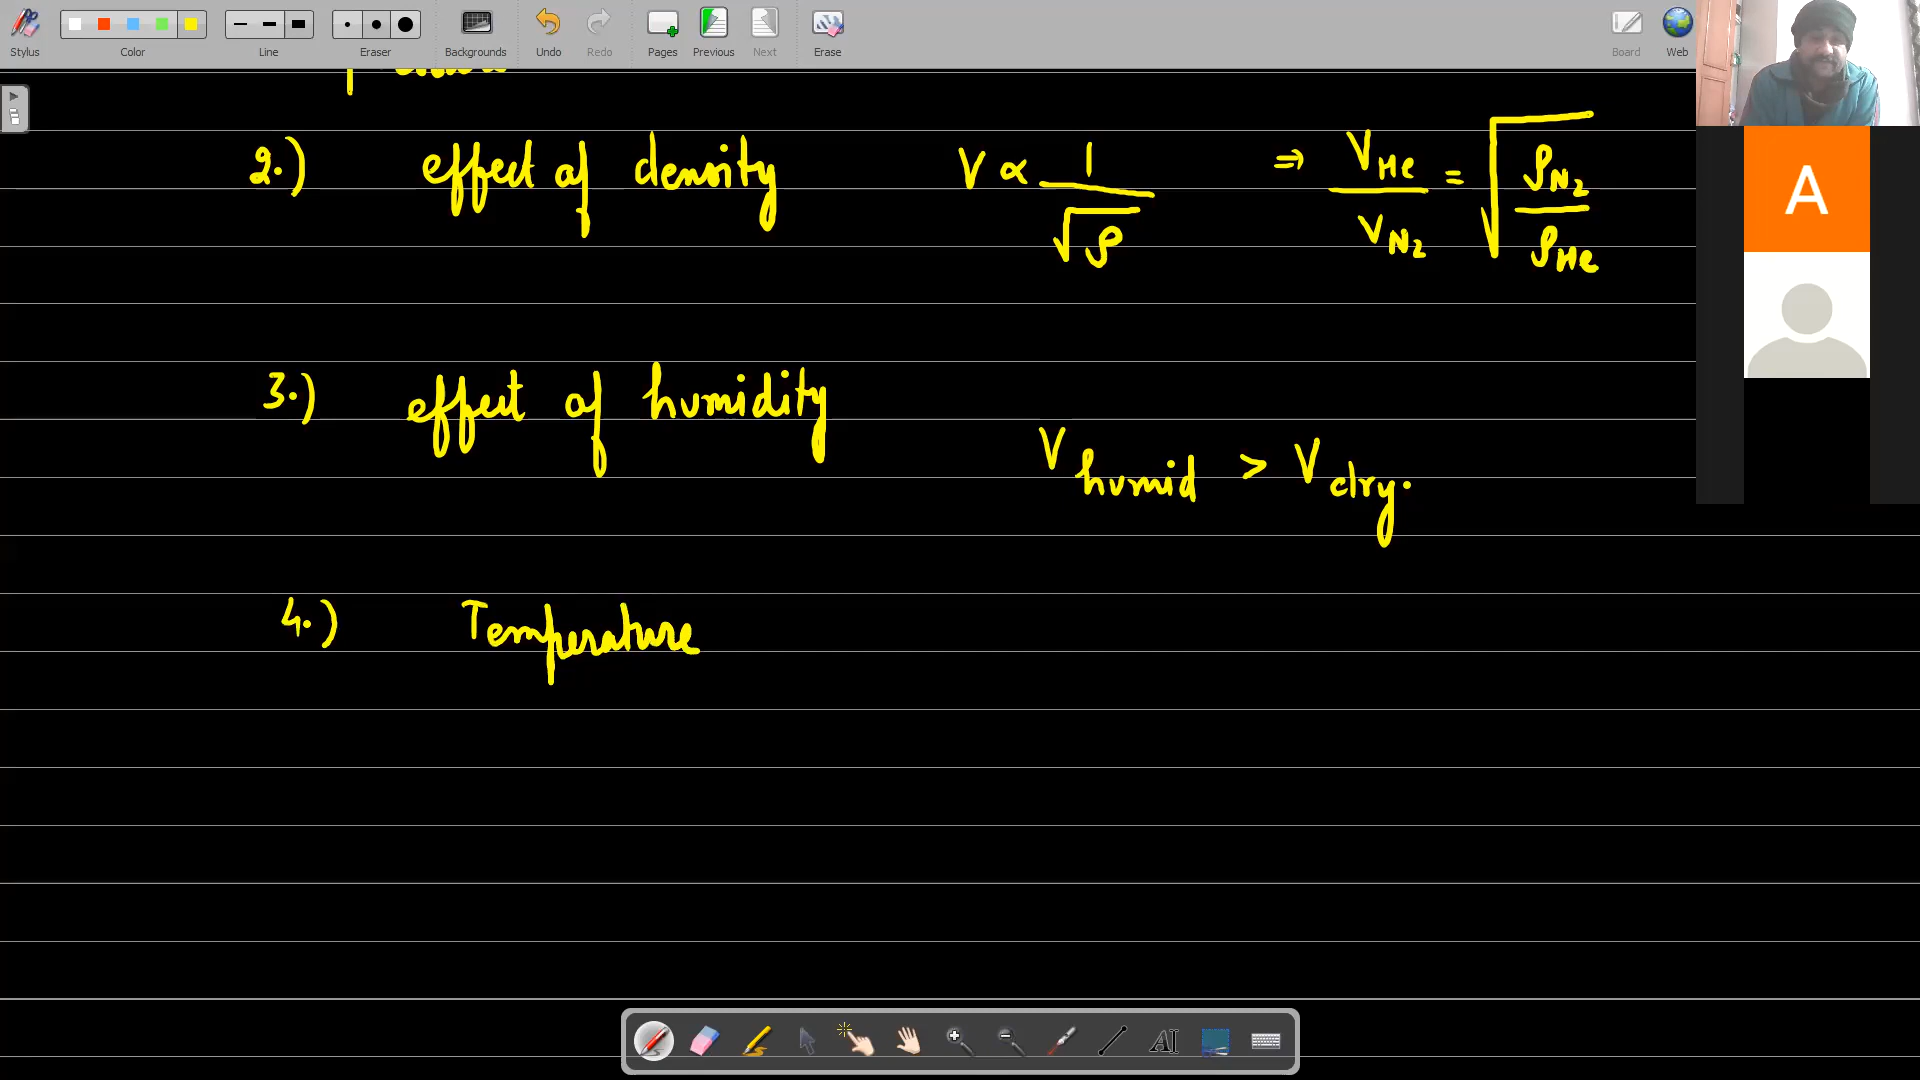 Stylus Color Line Eraser Backgrounds Undo Redo Pages Previous Next Erase Board Web
2.) effect of density V ∝ 1/√ρ ⇒ V_He/V_N₂ = √(ρ_N₂/ρ_He)
A
3.) effect of humidity
V_humid > V_dry.
4.) Temperature
AI